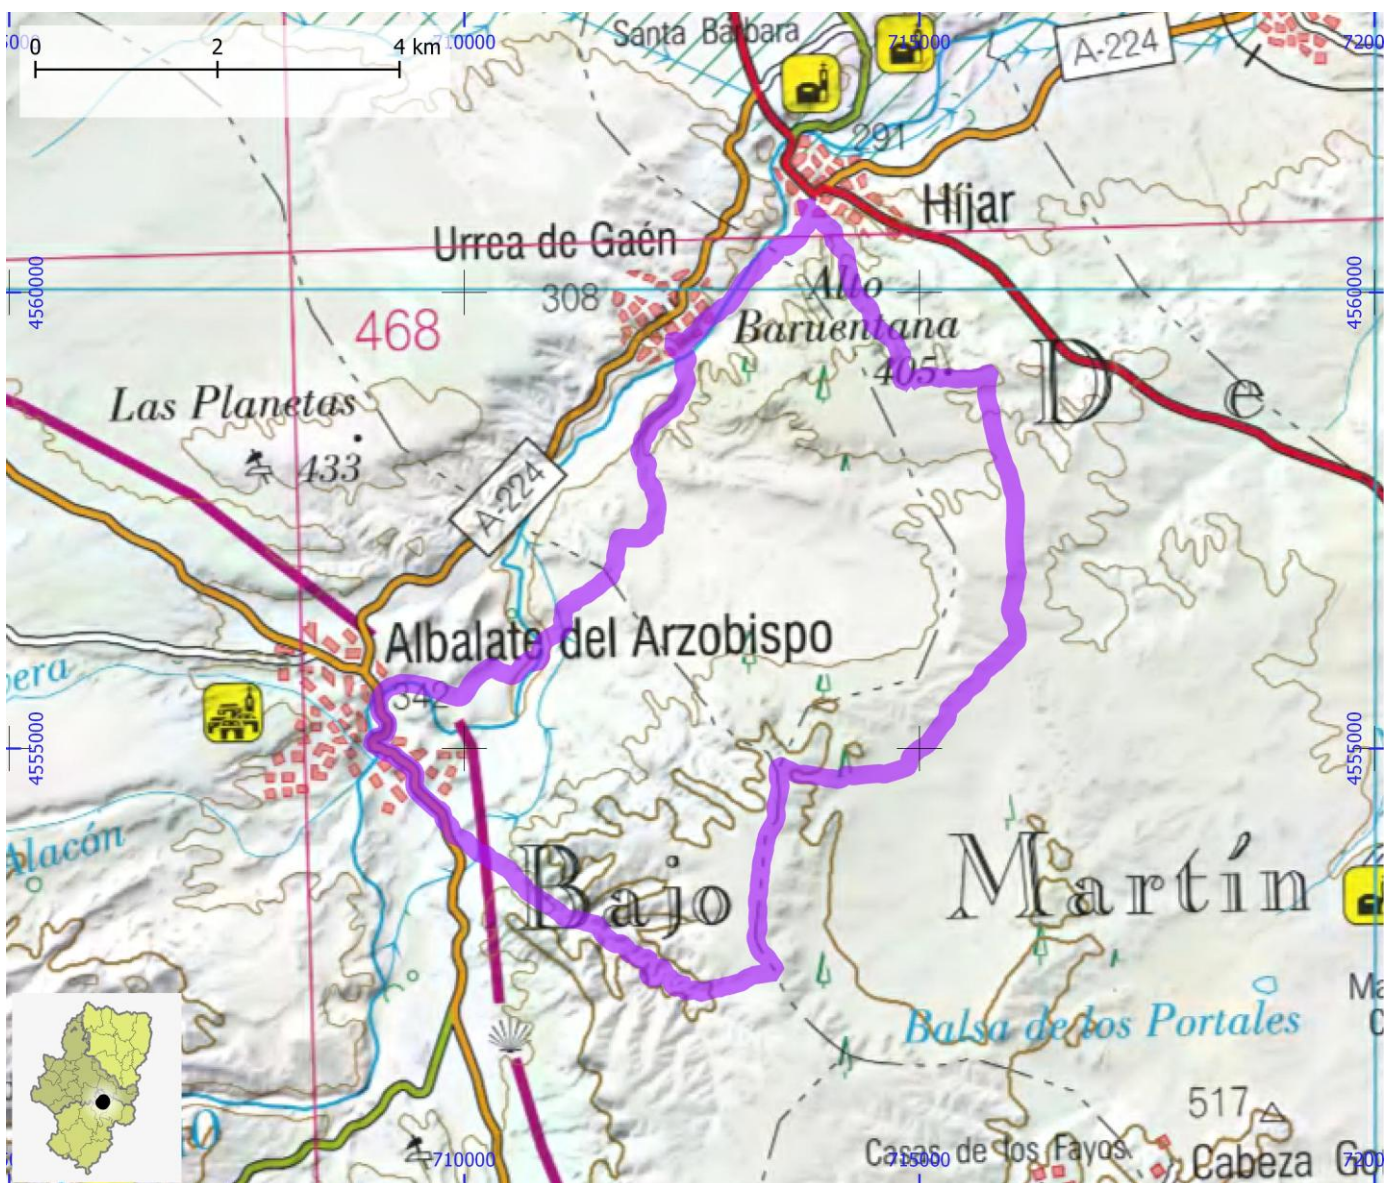 0 2 4 km
710000
715000
Santa Bárbara
A-224
291
Híjar
Urrea de Gaén
4560000
4560000
308
Alto
Baruentana
405
468
D e
Las Planetas
433
A-224
Albalate del Arzobispo
342
4555000
4555000
Alacón
Bajo
Martín
Balsa de los Portales
517
Casas de los Fayos
Cabeza
710000
715000